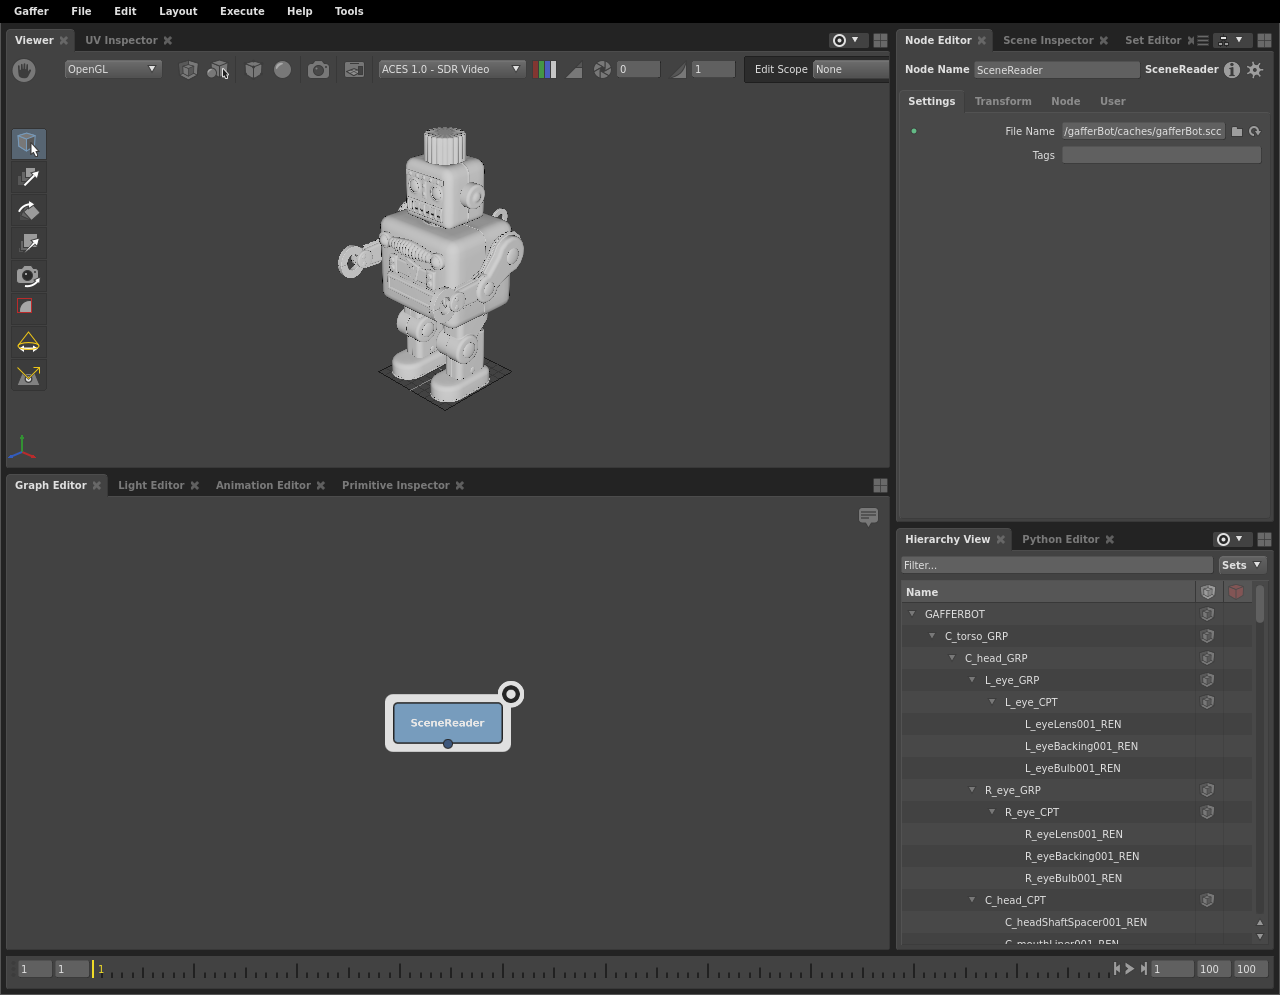 Gaffer File Edit Layout Execute Help Tools
Viewer UV Inspector
OpenGL ACES 1.0 - SDR Video 0 1 Edit Scope None
Node Editor Scene Inspector Set Editor
Node Name SceneReader SceneReader
Settings Transform Node User
File Name /gafferBot/caches/gafferBot.scc
Tags
Graph Editor Light Editor Animation Editor Primitive Inspector
SceneReader
Hierarchy View Python Editor
Filter... Sets
Name
GAFFERBOT
C_torso_GRP
C_head_GRP
L_eye_GRP
L_eye_CPT
L_eyeLens001_REN
L_eyeBacking001_REN
L_eyeBulb001_REN
R_eye_GRP
R_eye_CPT
R_eyeLens001_REN
R_eyeBacking001_REN
R_eyeBulb001_REN
C_head_CPT
C_headShaftSpacer001_REN
1 1 1 1 100 100